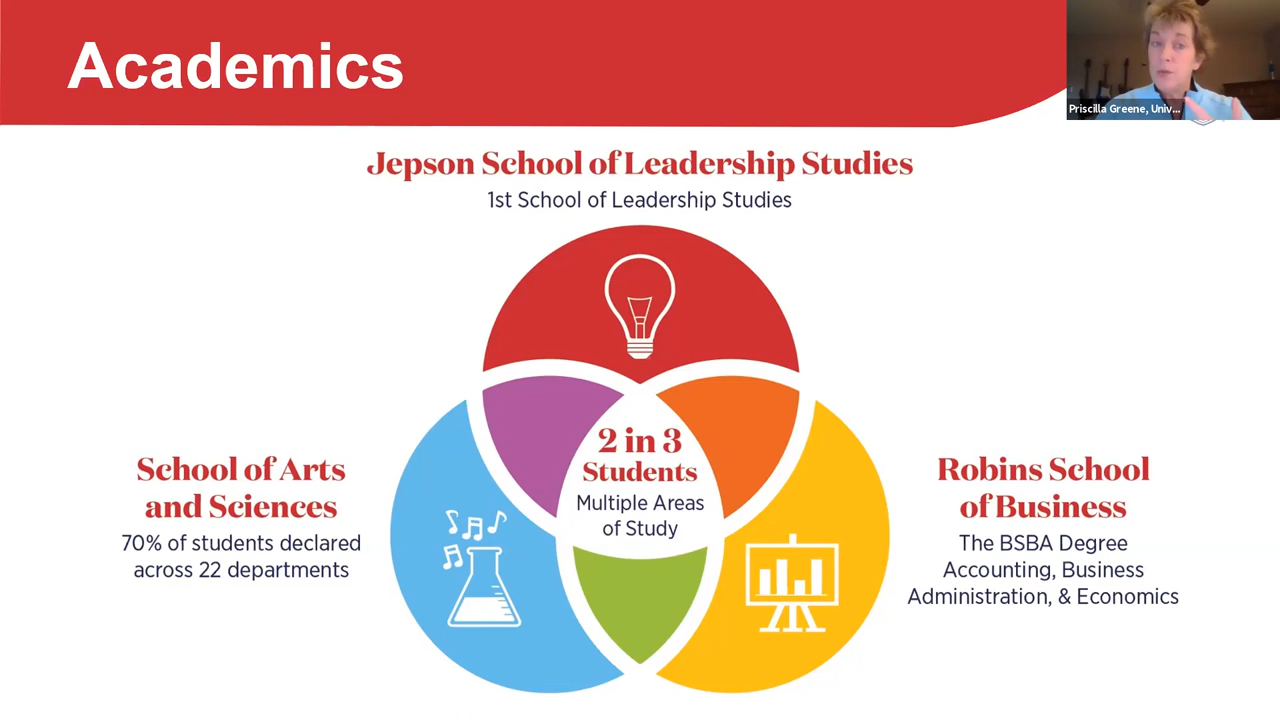 Academics
Priscilla Greene, Univ...
Jepson School of Leadership Studies
1st School of Leadership Studies
2 in 3
Students
Multiple Areas
of Study
School of Arts
and Sciences
70% of students declared
across 22 departments
Robins School
of Business
The BSBA Degree
Accounting, Business
Administration, & Economics